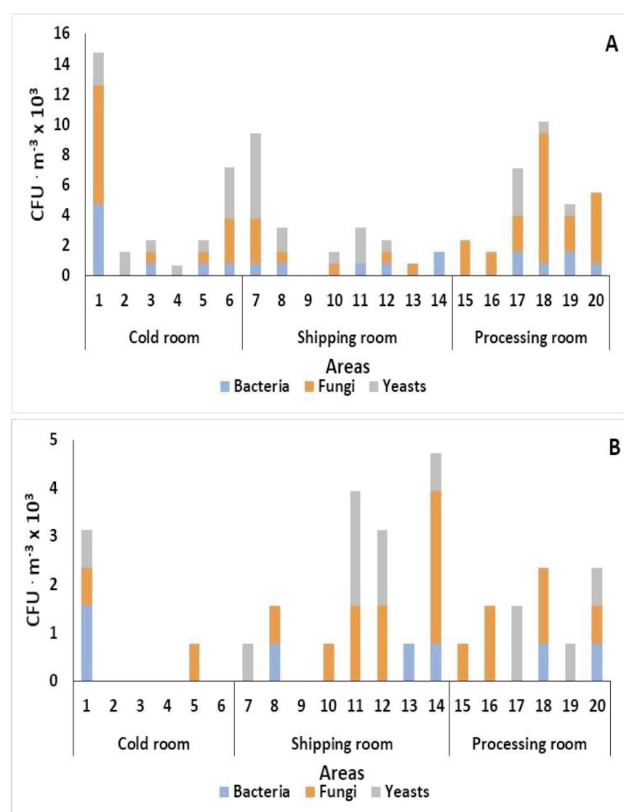 A
16
14
12
10
8
6
4
2
0
CFU · m⁻³ x 10³
1 2 3 4 5 6 7 8 9 10 11 12 13 14 15 16 17 18 19 20
Cold room Shipping room Processing room
Areas
Bacteria Fungi Yeasts
B
5
4
3
2
1
0
CFU · m⁻³ x 10³
1 2 3 4 5 6 7 8 9 10 11 12 13 14 15 16 17 18 19 20
Cold room Shipping room Processing room
Areas
Bacteria Fungi Yeasts